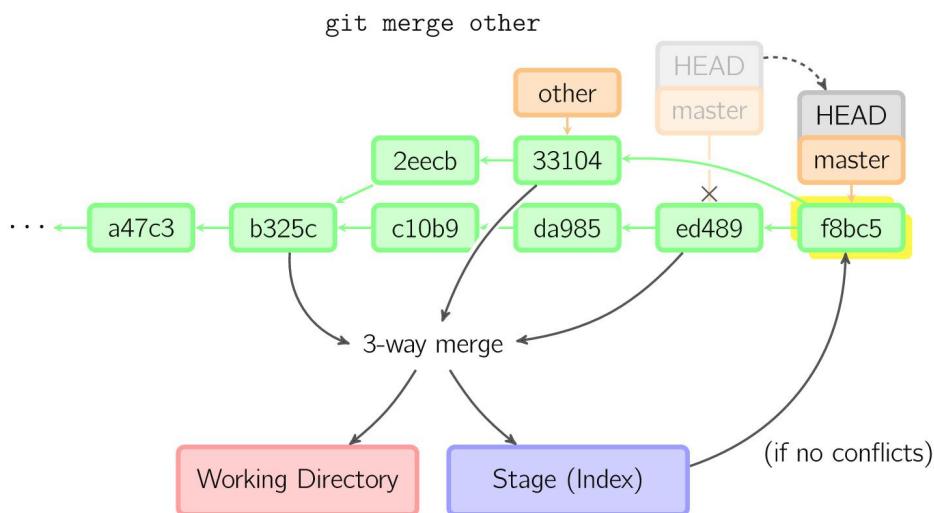 git merge other
HEAD
master
other
HEAD
master
2eecb
33104
... a47c3
b325c
c10b9
da985
ed489
f8bc5
3-way merge
(if no conflicts)
Working Directory
Stage (Index)